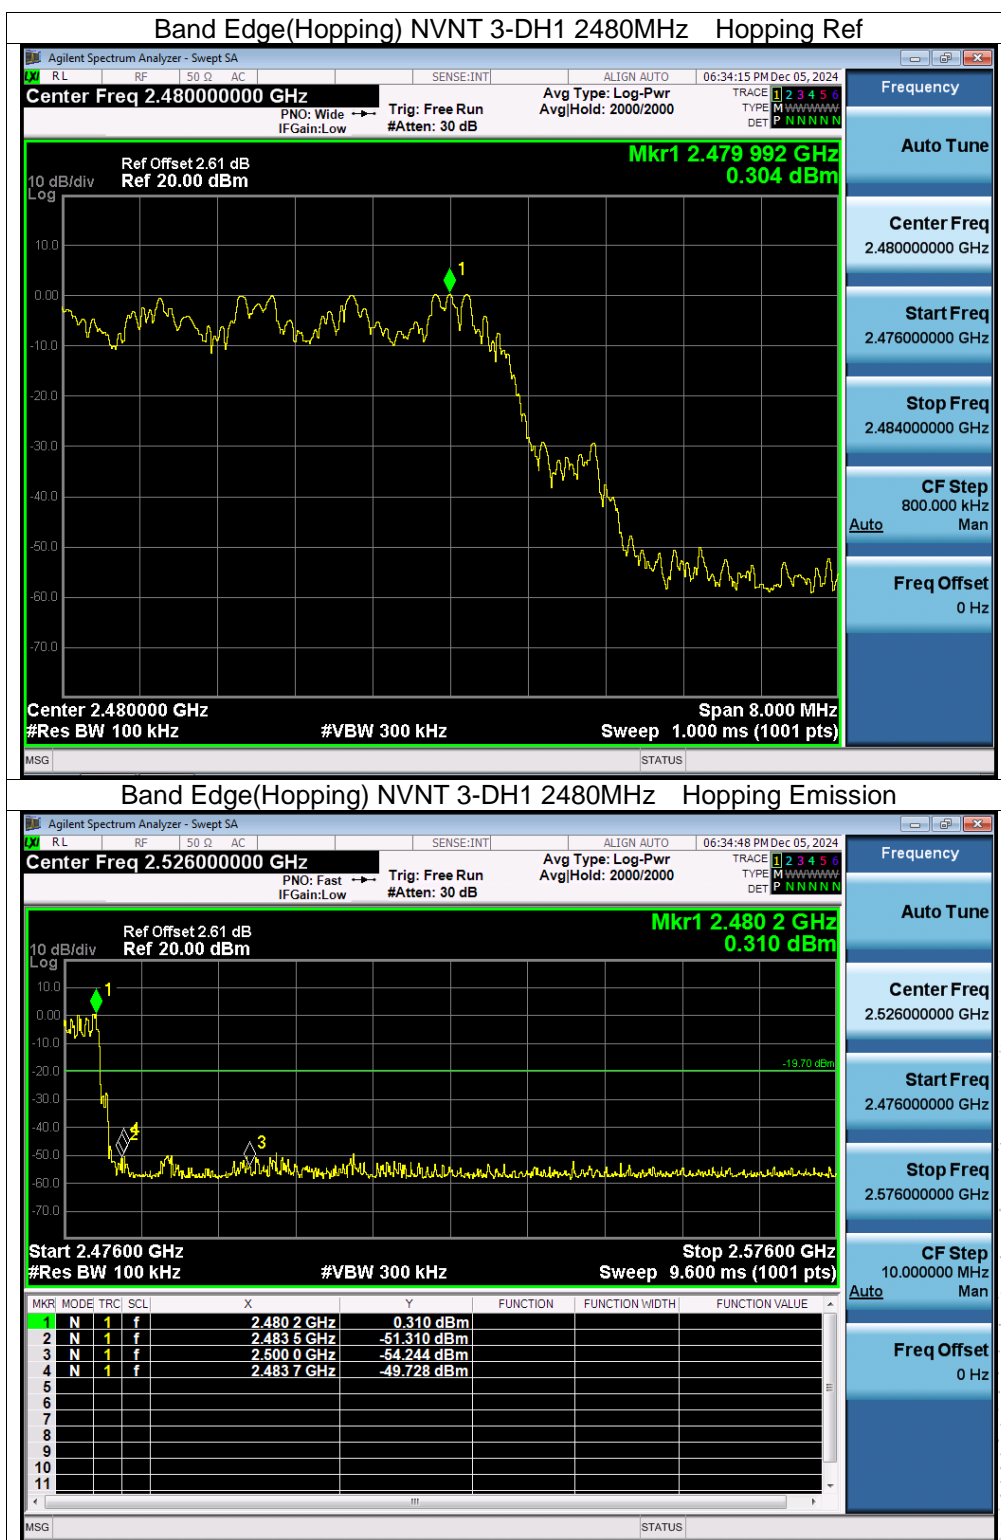 Band Edge(Hopping) NVNT 3-DH1 2480MHz Hopping Ref
Agilent Spectrum Analyzer - Swept SA
LXI RL RF 50 Ω AC SENSE:INT ALIGN AUTO 06:34:15 PM Dec 05, 2024
Center Freq 2.480000000 GHz
PNO: Wide
IFGain:Low
Trig: Free Run
#Atten: 30 dB
Avg Type: Log-Pwr
Avg|Hold: 2000/2000
TRACE 1 2 3 4 5 6
TYPE M W W W W W
DET P N N N N N
Frequency
Mkr1 2.479 992 GHz
0.304 dBm
Ref Offset 2.61 dB
10 dB/div Ref 20.00 dBm
Log
10.0
0.00
-10.0
-20.0
-30.0
-40.0
-50.0
-60.0
-70.0
1
Center 2.480000 GHz Span 8.000 MHz
#Res BW 100 kHz #VBW 300 kHz Sweep 1.000 ms (1001 pts)
Auto Tune
Center Freq
2.480000000 GHz
Start Freq
2.476000000 GHz
Stop Freq
2.484000000 GHz
CF Step
800.000 kHz
Auto Man
Freq Offset
0 Hz
MSG STATUS
Band Edge(Hopping) NVNT 3-DH1 2480MHz Hopping Emission
Agilent Spectrum Analyzer - Swept SA
LXI RL RF 50 Ω AC SENSE:INT ALIGN AUTO 06:34:48 PM Dec 05, 2024
Center Freq 2.526000000 GHz
PNO: Fast
IFGain:Low
Trig: Free Run
#Atten: 30 dB
Avg Type: Log-Pwr
Avg|Hold: 2000/2000
TRACE 1 2 3 4 5 6
TYPE M W W W W W
DET P N N N N N
Frequency
Mkr1 2.480 2 GHz
0.310 dBm
Ref Offset 2.61 dB
10 dB/div Ref 20.00 dBm
Log
10.0
0.00
-10.0
-20.0
-30.0
-40.0
-50.0
-60.0
-70.0
1
4
2
3
-19.70 dBm
Start 2.47600 GHz Stop 2.57600 GHz
#Res BW 100 kHz #VBW 300 kHz Sweep 9.600 ms (1001 pts)
MKR MODE TRC SCL X Y FUNCTION FUNCTION WIDTH FUNCTION VALUE
1 N 1 f 2.480 2 GHz 0.310 dBm
2 N 1 f 2.483 5 GHz -51.310 dBm
3 N 1 f 2.500 0 GHz -54.244 dBm
4 N 1 f 2.483 7 GHz -49.728 dBm
5
6
7
8
9
10
11
Auto Tune
Center Freq
2.526000000 GHz
Start Freq
2.476000000 GHz
Stop Freq
2.576000000 GHz
CF Step
10.000000 MHz
Auto Man
Freq Offset
0 Hz
MSG STATUS